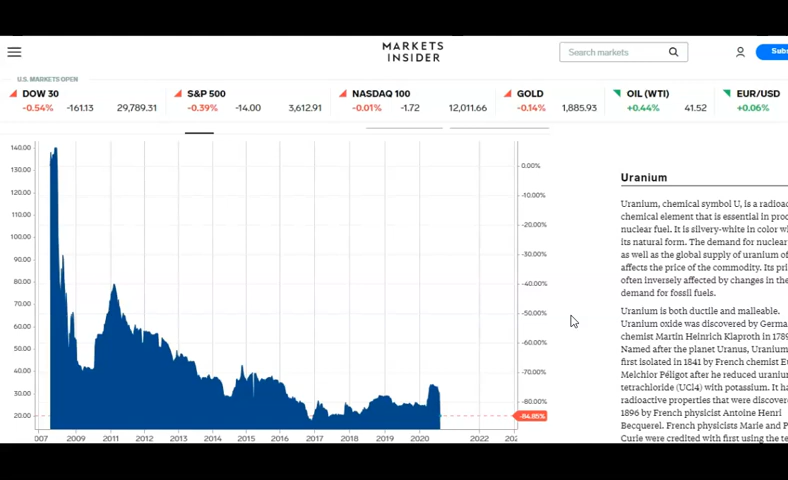 MARKETS
INSIDER
Search markets
U.S. MARKETS OPEN
DOW 30
-0.54% -161.13 29,789.31
S&P 500
-0.39% -14.00 3,612.91
NASDAQ 100
-0.01% -1.72 12,011.66
GOLD
-0.14% 1,885.93
OIL (WTI)
+0.44% 41.52
EUR/USD
+0.06%
140.00
130.00
120.00
110.00
100.00
90.00
80.00
70.00
60.00
50.00
40.00
30.00
20.00
0.00%
-10.00%
-20.00%
-30.00%
-40.00%
-50.00%
-60.00%
-70.00%
-80.00%
-84.85%
007 2009 2011 2012 2013 2014 2015 2017 2018 2019 2020 2022 202
Uranium
Uranium, chemical symbol U, is a radioac
chemical element that is essential in proc
nuclear fuel. It is silvery-white in color wi
its natural form. The demand for nuclear
as well as the global supply of uranium of
affects the price of the commodity. Its pri
often inversely affected by changes in the
demand for fossil fuels.
Uranium is both ductile and malleable.
Uranium oxide was discovered by Germa
chemist Martin Heinrich Klaproth in 1789
Named after the planet Uranus, Uranium
first isolated in 1841 by French chemist Eu
Melchior Péligot after he reduced uraniu
tetrachloride (UCl4) with potassium. It ha
radioactive properties that were discovere
1896 by French physicist Antoine Henri
Becquerel. French physicists Marie and P
Curie were credited with first using the te